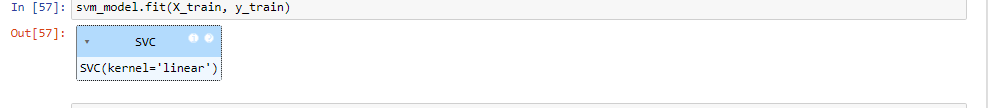 In [57]: svm_model.fit(X_train, y_train)
Out[57]:
▾ SVC
SVC(kernel='linear')